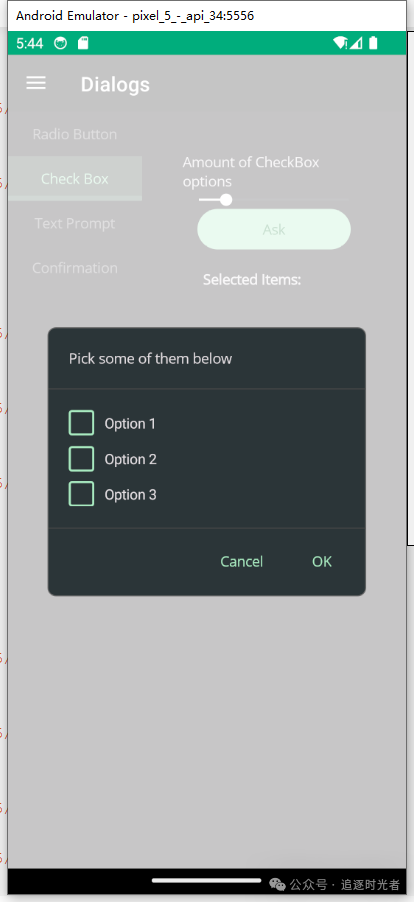 Android Emulator - pixel_5_-_api_34:5556
5:44
Dialogs
Radio Button
Check Box
Text Prompt
Confirmation
Amount of CheckBox
options
Ask
Selected Items:
Pick some of them below
Option 1
Option 2
Option 3
Cancel
OK
公众号 · 追逐时光者